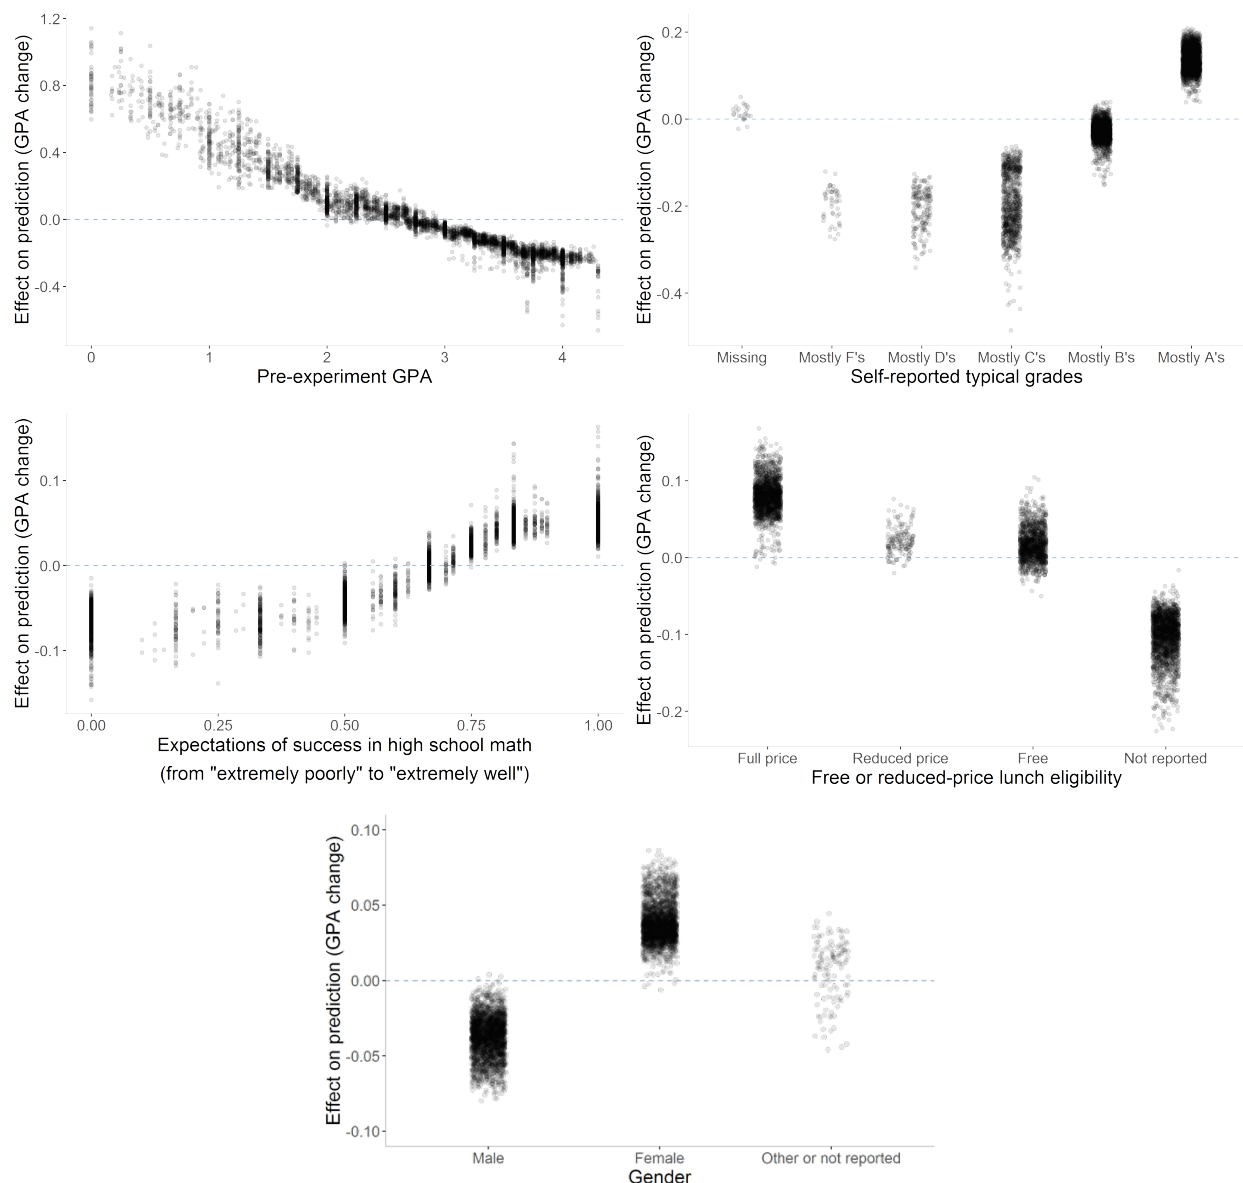 Effect on prediction (GPA change)
1.2
0.8
0.4
0.0
-0.4
0 1 2 3 4
Pre-experiment GPA
Effect on prediction (GPA change)
0.2
0.0
-0.2
-0.4
Missing Mostly F's Mostly D's Mostly C's Mostly B's Mostly A's
Self-reported typical grades
Effect on prediction (GPA change)
0.1
0.0
-0.1
0.00 0.25 0.50 0.75 1.00
Expectations of success in high school math
(from "extremely poorly" to "extremely well")
Effect on prediction (GPA change)
0.1
0.0
-0.1
-0.2
Full price Reduced price Free Not reported
Free or reduced-price lunch eligibility
Effect on prediction (GPA change)
0.10
0.05
0.00
-0.05
-0.10
Male Female Other or not reported
Gender